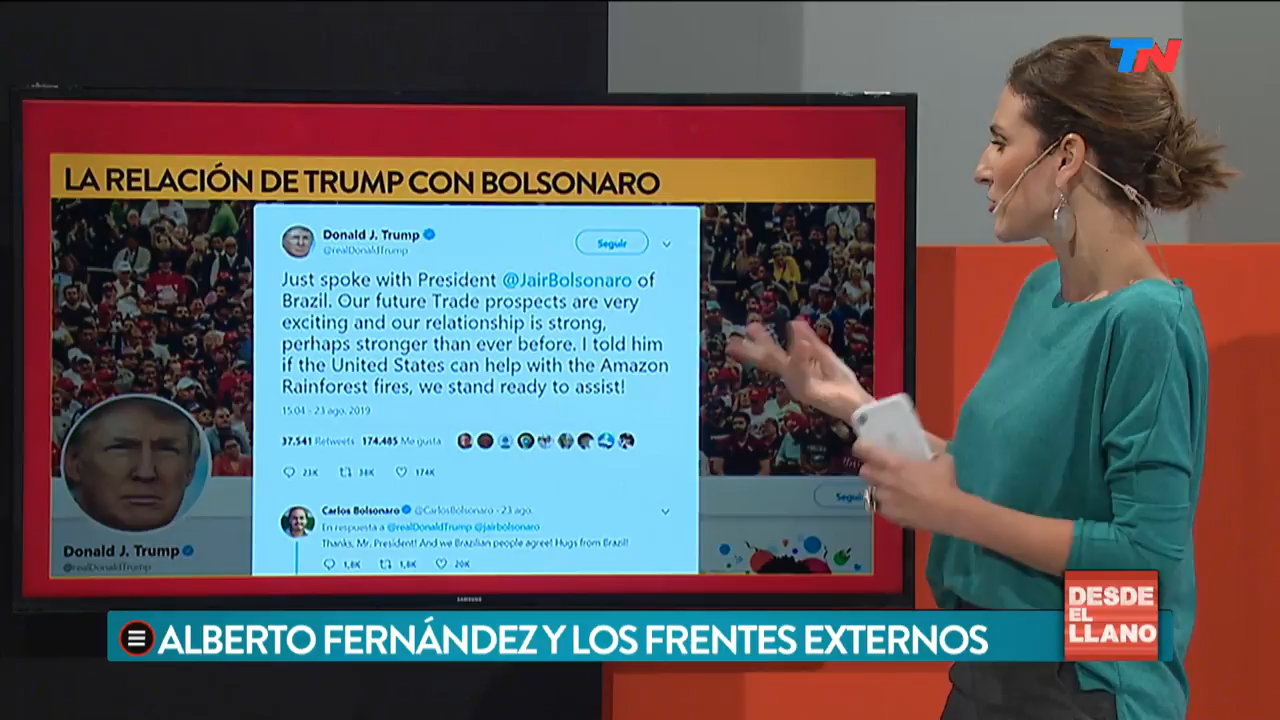 TN
LA RELACIÓN DE TRUMP CON BOLSONARO
Donald J. Trump
@realDonaldTrump
Seguir
Just spoke with President @JairBolsonaro of
Brazil. Our future Trade prospects are very
exciting and our relationship is strong,
perhaps stronger than ever before. I told him
if the United States can help with the Amazon
Rainforest fires, we stand ready to assist!
15:04 - 23 ago. 2019
37.541 Retweets 174.485 Me gusta
23K 38K 174K
Carlos Bolsonaro @CarlosBolsonaro - 23 ago.
En respuesta a @realDonaldTrump @jairbolsonaro
Thanks, Mr. President! And we Brazilian people agree! Hugs from Brazil!
1,8K 1,8K 20K
Donald J. Trump
@realDonaldTrump
Seguir
SAMSUNG
ALBERTO FERNÁNDEZ Y LOS FRENTES EXTERNOS
DESDE
EL
LLANO